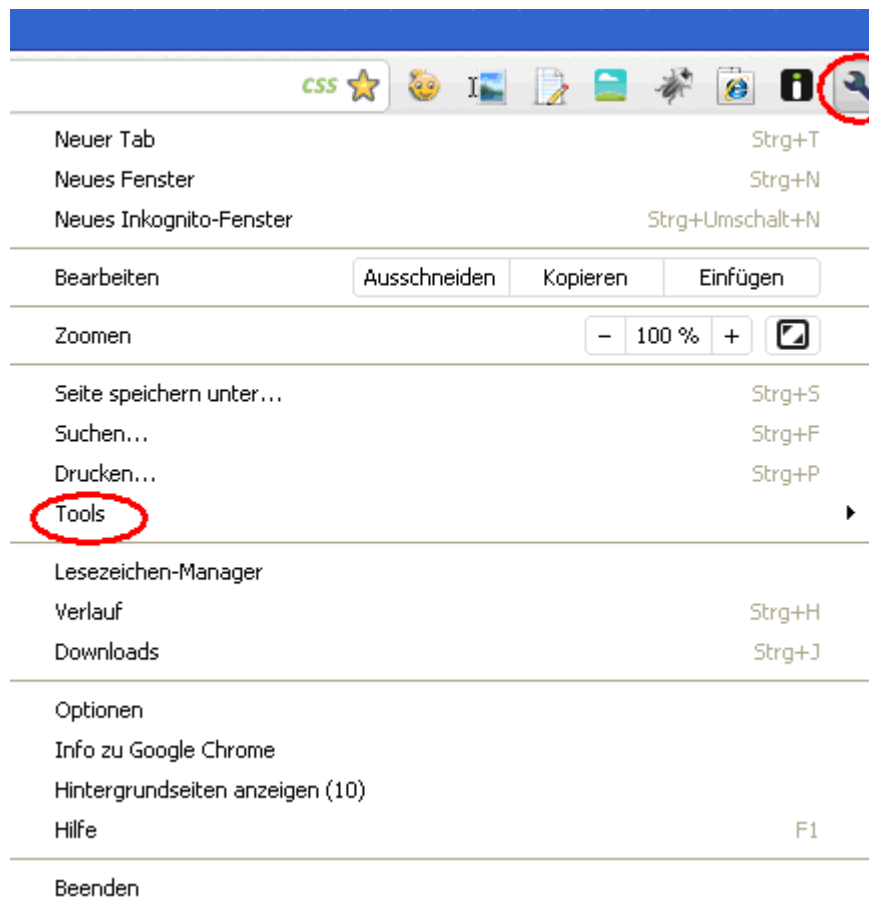 css
Neuer Tab Strg+T
Neues Fenster Strg+N
Neues Inkognito-Fenster Strg+Umschalt+N
Bearbeiten Ausschneiden Kopieren Einfügen
Zoomen - 100 % +
Seite speichern unter... Strg+S
Suchen... Strg+F
Drucken... Strg+P
Tools
Lesezeichen-Manager
Verlauf Strg+H
Downloads Strg+J
Optionen
Info zu Google Chrome
Hintergrundseiten anzeigen (10)
Hilfe F1
Beenden